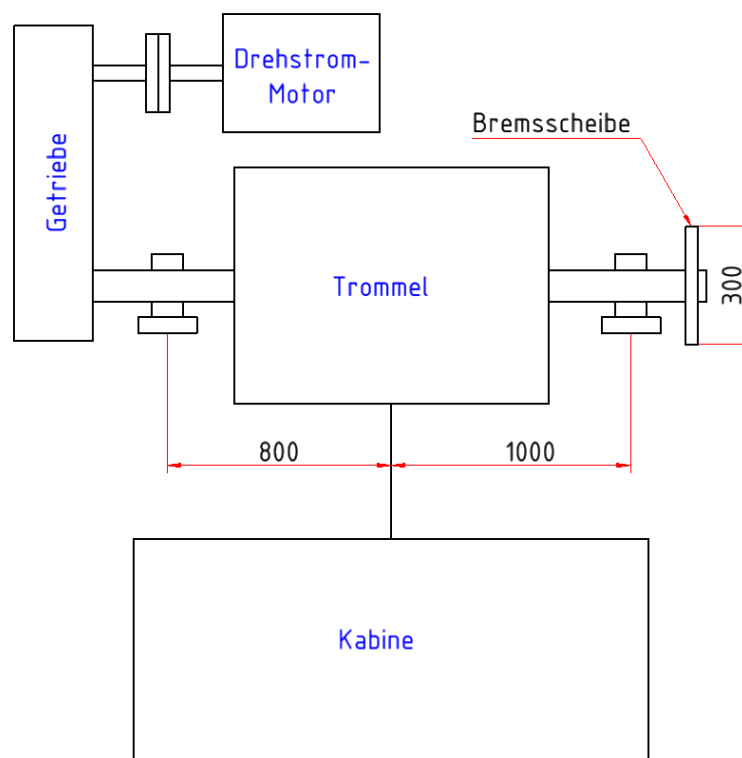 Drehstrom-
Motor
Bremsscheibe
Getriebe
Trommel
300
800
1000
Kabine